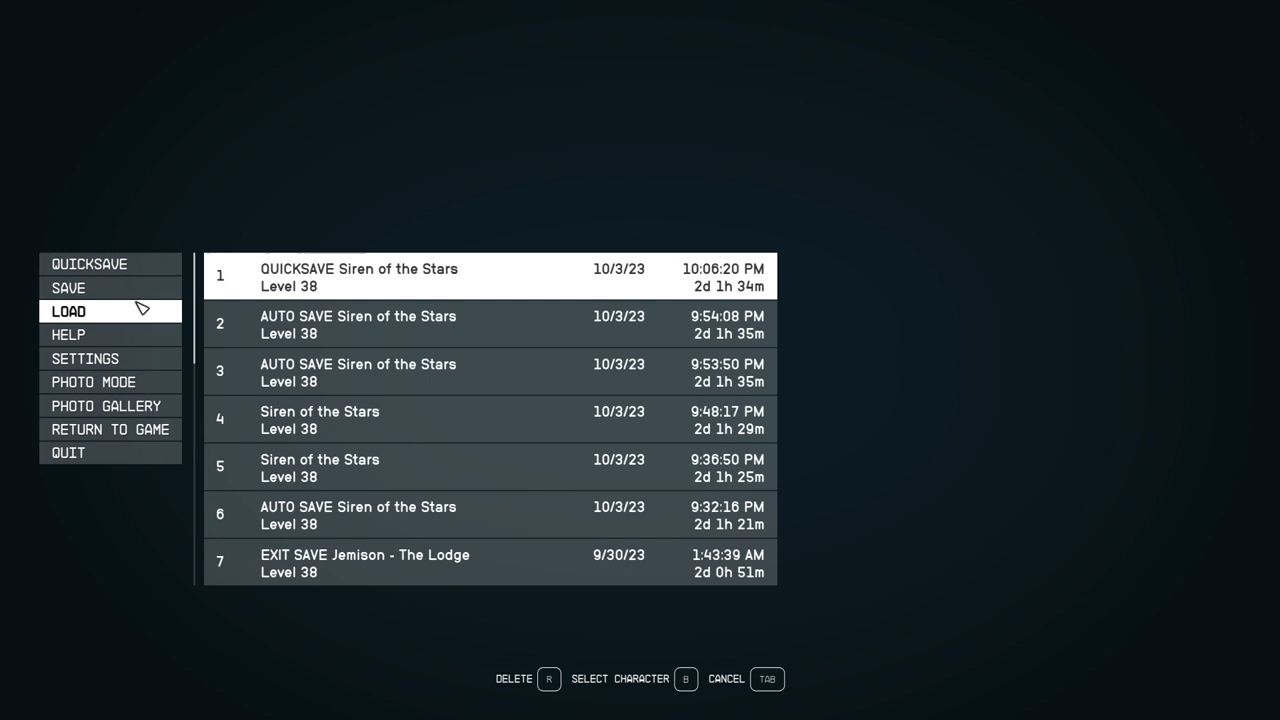 QUICKSAVE
SAVE
LOAD
HELP
SETTINGS
PHOTO MODE
PHOTO GALLERY
RETURN TO GAME
QUIT
1 QUICKSAVE Siren of the Stars 10/3/23 10:06:20 PM
Level 38 2d 1h 34m
2 AUTO SAVE Siren of the Stars 10/3/23 9:54:08 PM
Level 38 2d 1h 35m
3 AUTO SAVE Siren of the Stars 10/3/23 9:53:50 PM
Level 38 2d 1h 35m
4 Siren of the Stars 10/3/23 9:48:17 PM
Level 38 2d 1h 29m
5 Siren of the Stars 10/3/23 9:36:50 PM
Level 38 2d 1h 25m
6 AUTO SAVE Siren of the Stars 10/3/23 9:32:16 PM
Level 38 2d 1h 21m
7 EXIT SAVE Jemison - The Lodge 9/30/23 1:43:39 AM
Level 38 2d 0h 51m
DELETE R SELECT CHARACTER B CANCEL TAB